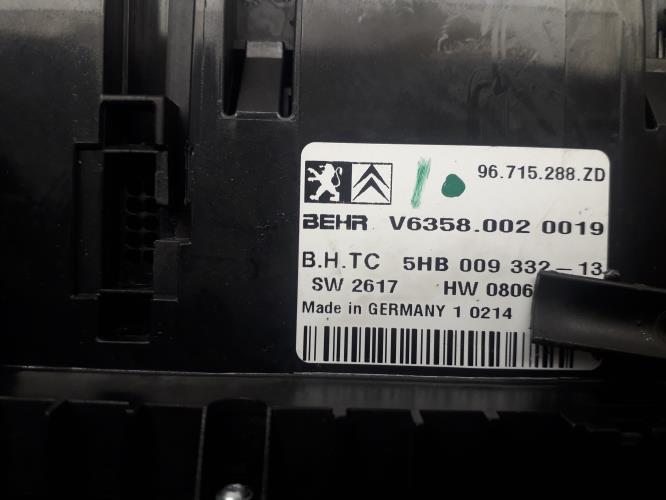 96.715.288.ZD
BEHR V6358.002 0019
B.H.TC 5HB 009 332-13
SW 2617 HW 0806
Made in GERMANY 1 0214